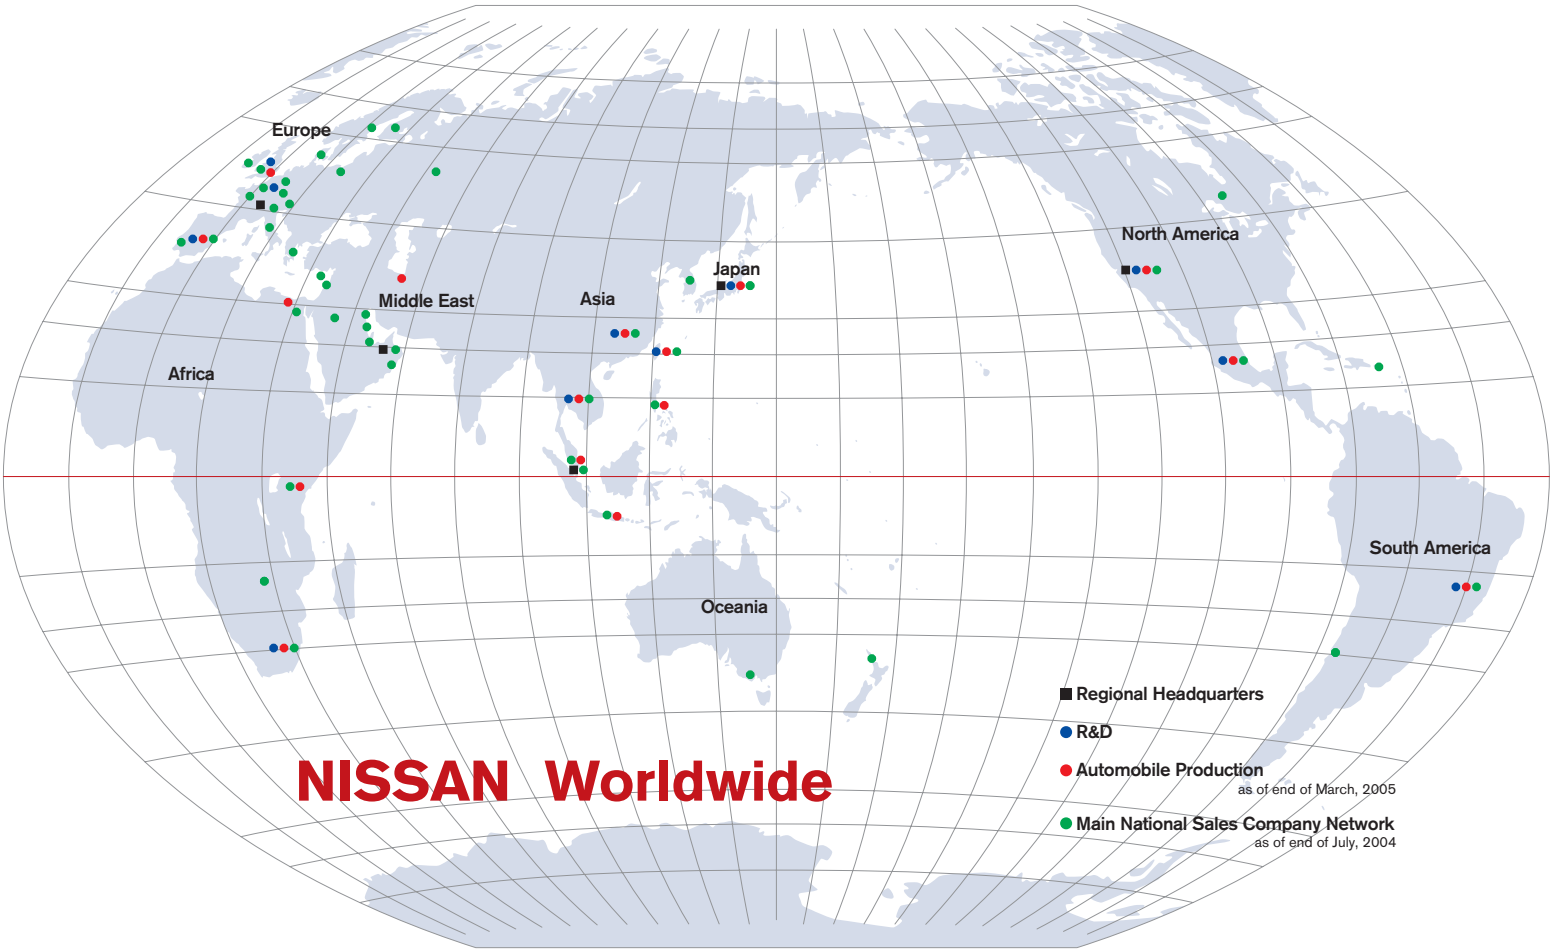 Europe
North America
Japan
Asia
Middle East
Africa
South America
Oceania
Regional Headquarters
R&D
NISSAN Worldwide
Automobile Production
as of end of March, 2005
Main National Sales Company Network
as of end of July, 2004